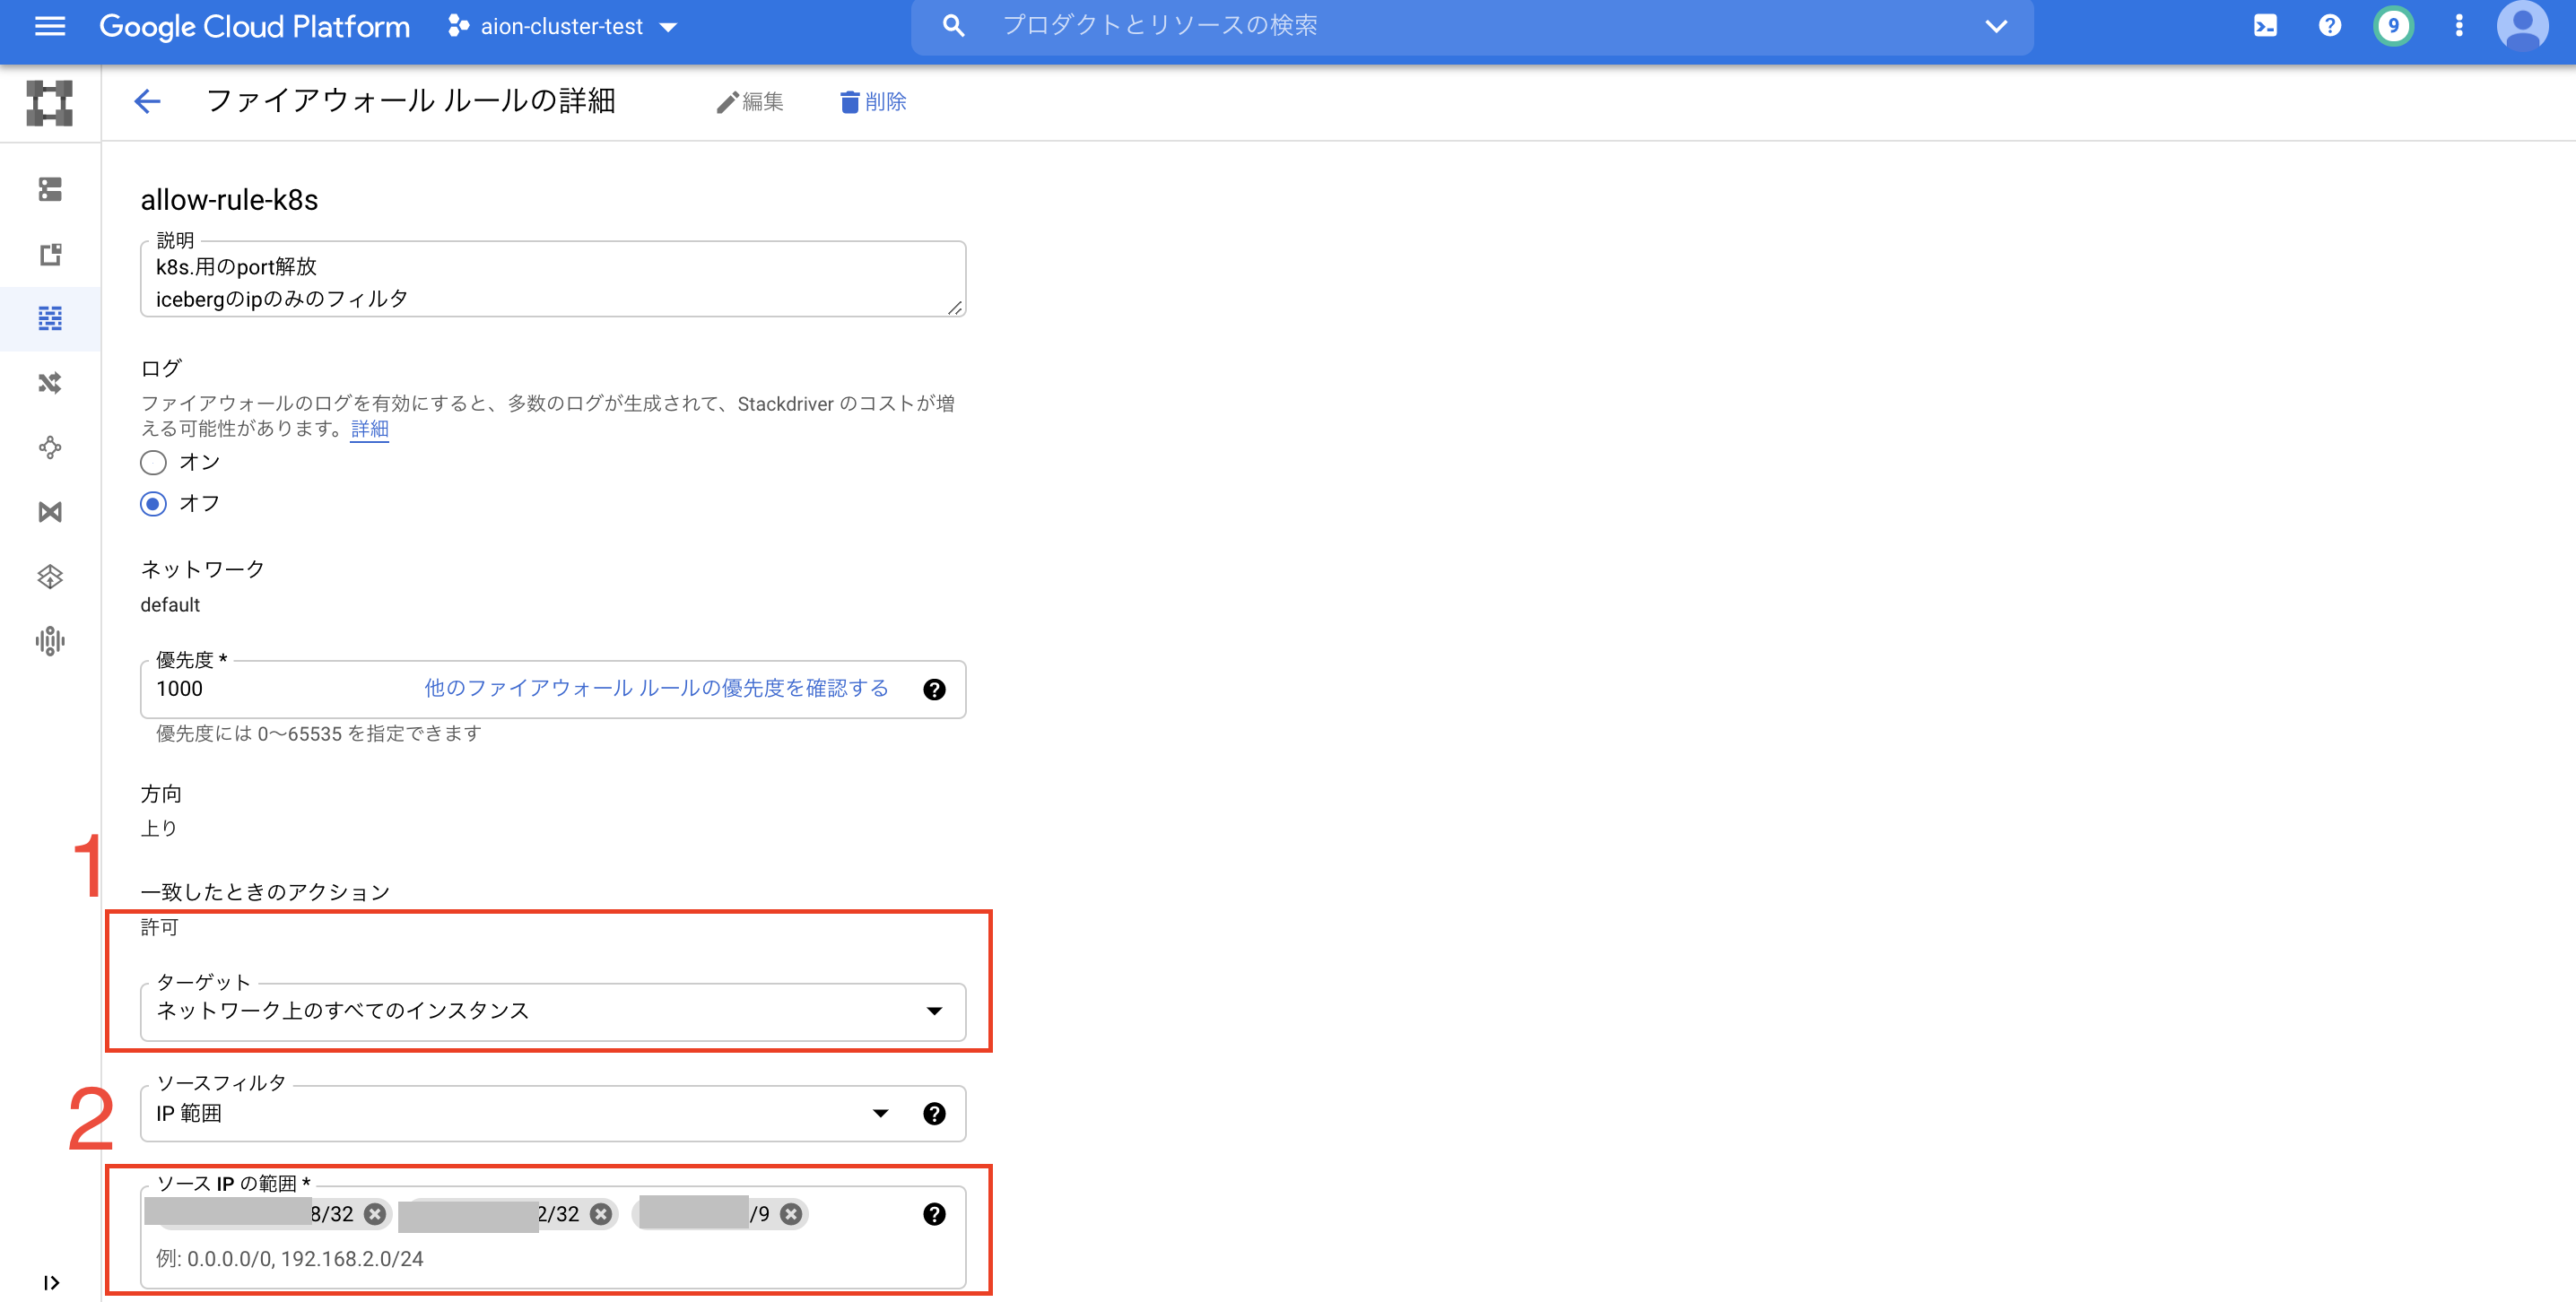 Google Cloud Platform
aion-cluster-test
プロダクトとリソースの検索
9
ファイアウォール ルールの詳細
編集
削除
allow-rule-k8s
説明
k8s.用のport解放
icebergのipのみのフィルタ
ログ
ファイアウォールのログを有効にすると、多数のログが生成されて、Stackdriver のコストが増
える可能性があります。詳細
オン
オフ
ネットワーク
default
優先度 *
1000
他のファイアウォール ルールの優先度を確認する
優先度には 0〜65535 を指定できます
方向
上り
1
一致したときのアクション
許可
ターゲット
ネットワーク上のすべてのインスタンス
2
ソースフィルタ
IP 範囲
ソース IP の範囲 *
8/32 2/32 /9
例: 0.0.0.0/0, 192.168.2.0/24